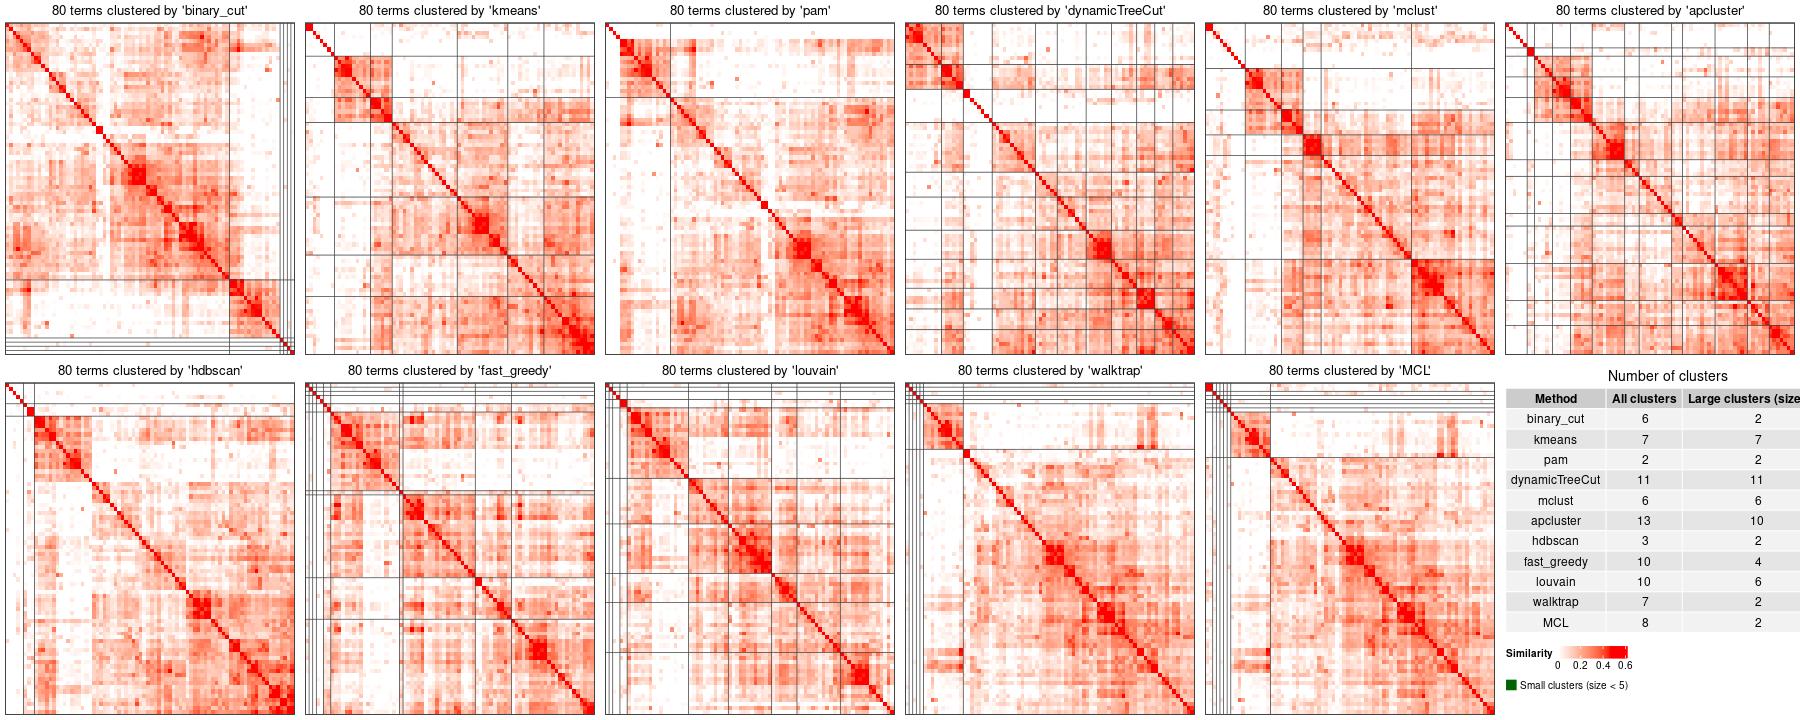 80 terms clustered by 'binary_cut'
80 terms clustered by 'kmeans'
80 terms clustered by 'pam'
80 terms clustered by 'dynamicTreeCut'
80 terms clustered by 'mclust'
80 terms clustered by 'apcluster'
80 terms clustered by 'hdbscan'
80 terms clustered by 'fast_greedy'
80 terms clustered by 'louvain'
80 terms clustered by 'walktrap'
80 terms clustered by 'MCL'
Number of clusters
Method All clusters Large clusters (size
binary_cut 6 2
kmeans 7 7
pam 2 2
dynamicTreeCut 11 11
mclust 6 6
apcluster 13 10
hdbscan 3 2
fast_greedy 10 4
louvain 10 6
walktrap 7 2
MCL 8 2
Similarity
0 0.2 0.4 0.6
Small clusters (size < 5)